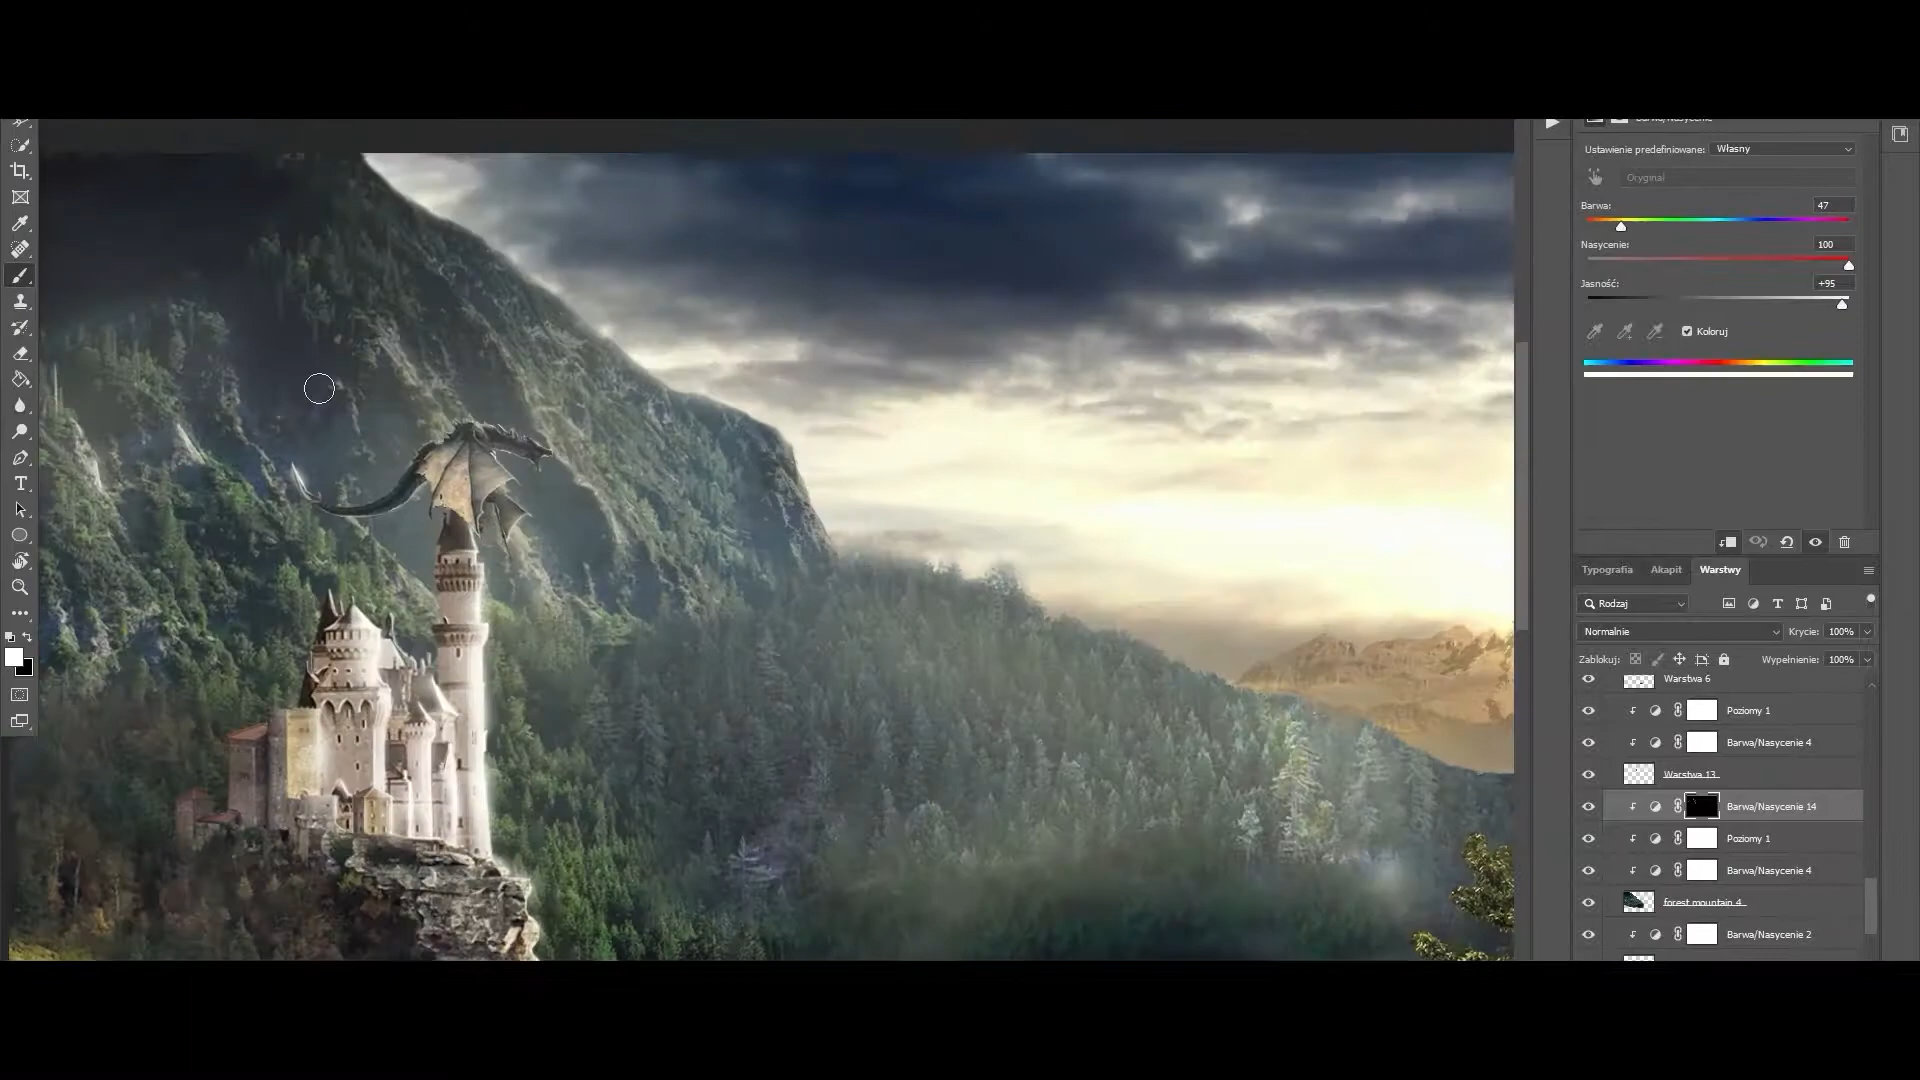 Barwa/Nasycenie
Ustawienie predefiniowane: Własny
Oryginał
Barwa: 47
Nasycenie: 100
Jasność: +95
Koloruj
Typografia Akapit Warstwy
Rodzaj
Normalnie Krycie: 100%
Zablokuj: Wypełnienie: 100%
Warstwa 6
Poziomy 1
Barwa/Nasycenie 4
Warstwa 13
Barwa/Nasycenie 14
Poziomy 1
Barwa/Nasycenie 4
forest mountain 4
Barwa/Nasycenie 2